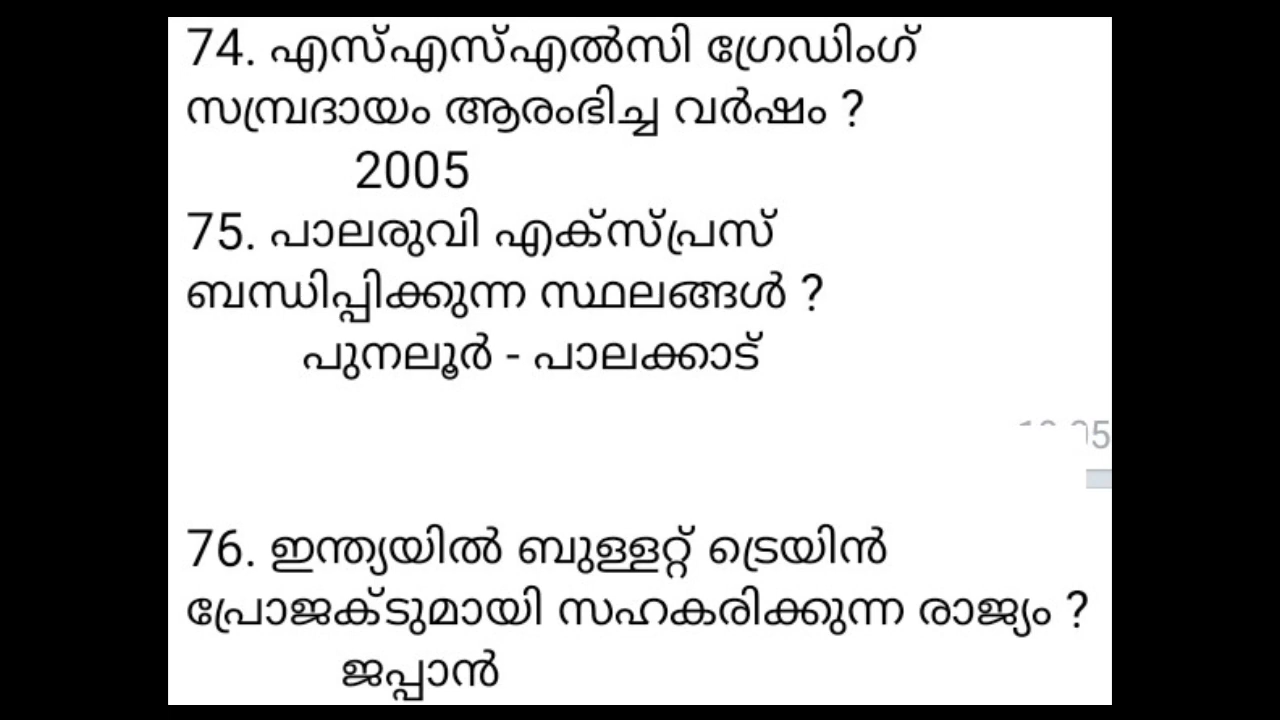 74. എസ്എസ്എൽസി ഗ്രേഡിംഗ്
സമ്പ്രദായം ആരംഭിച്ച വർഷം ?
2005
75. പാലരുവി എക്സ്പ്രസ്
ബന്ധിപ്പിക്കുന്ന സ്ഥലങ്ങൾ ?
പുനലൂർ - പാലക്കാട്
76. ഇന്ത്യയിൽ ബുള്ളറ്റ് ട്രെയിൻ
പ്രോജക്ടുമായി സഹകരിക്കുന്ന രാജ്യം ?
ജപ്പാൻ